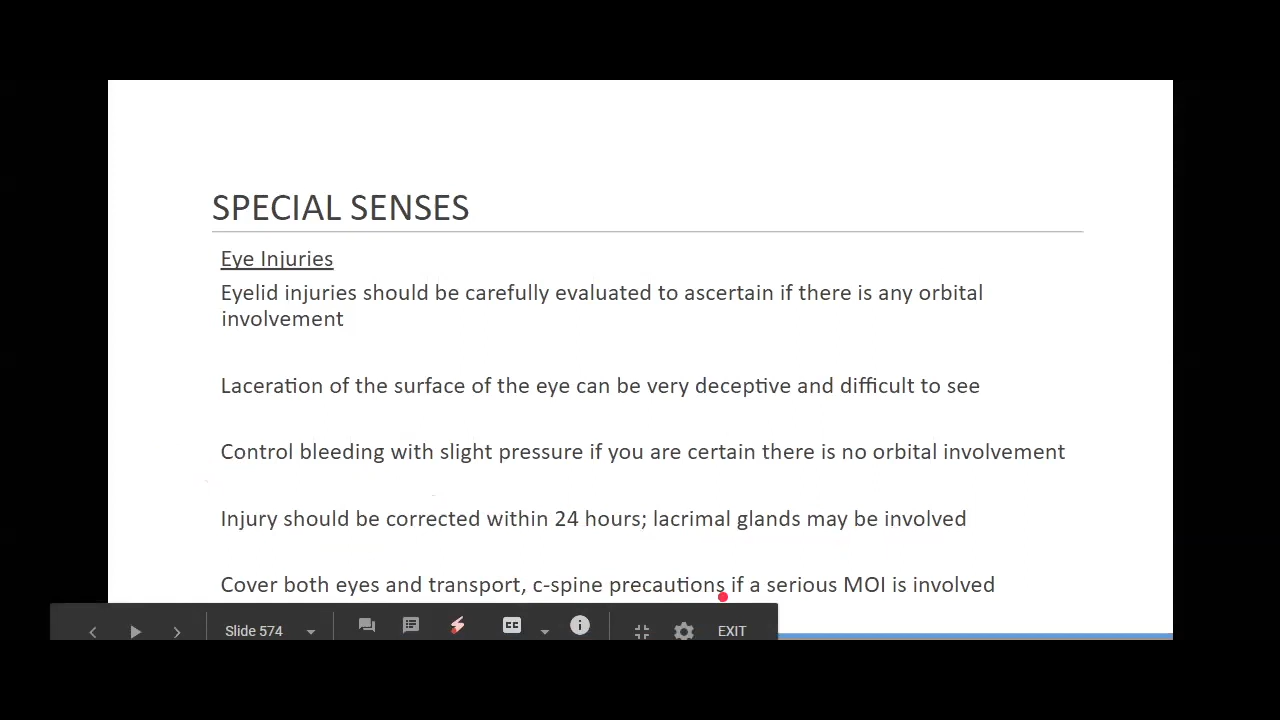 SPECIAL SENSES
Eye Injuries
Eyelid injuries should be carefully evaluated to ascertain if there is any orbital
involvement
Laceration of the surface of the eye can be very deceptive and difficult to see
Control bleeding with slight pressure if you are certain there is no orbital involvement
Injury should be corrected within 24 hours; lacrimal glands may be involved
Cover both eyes and transport, c-spine precautions if a serious MOI is involved
Slide 574
CC
EXIT